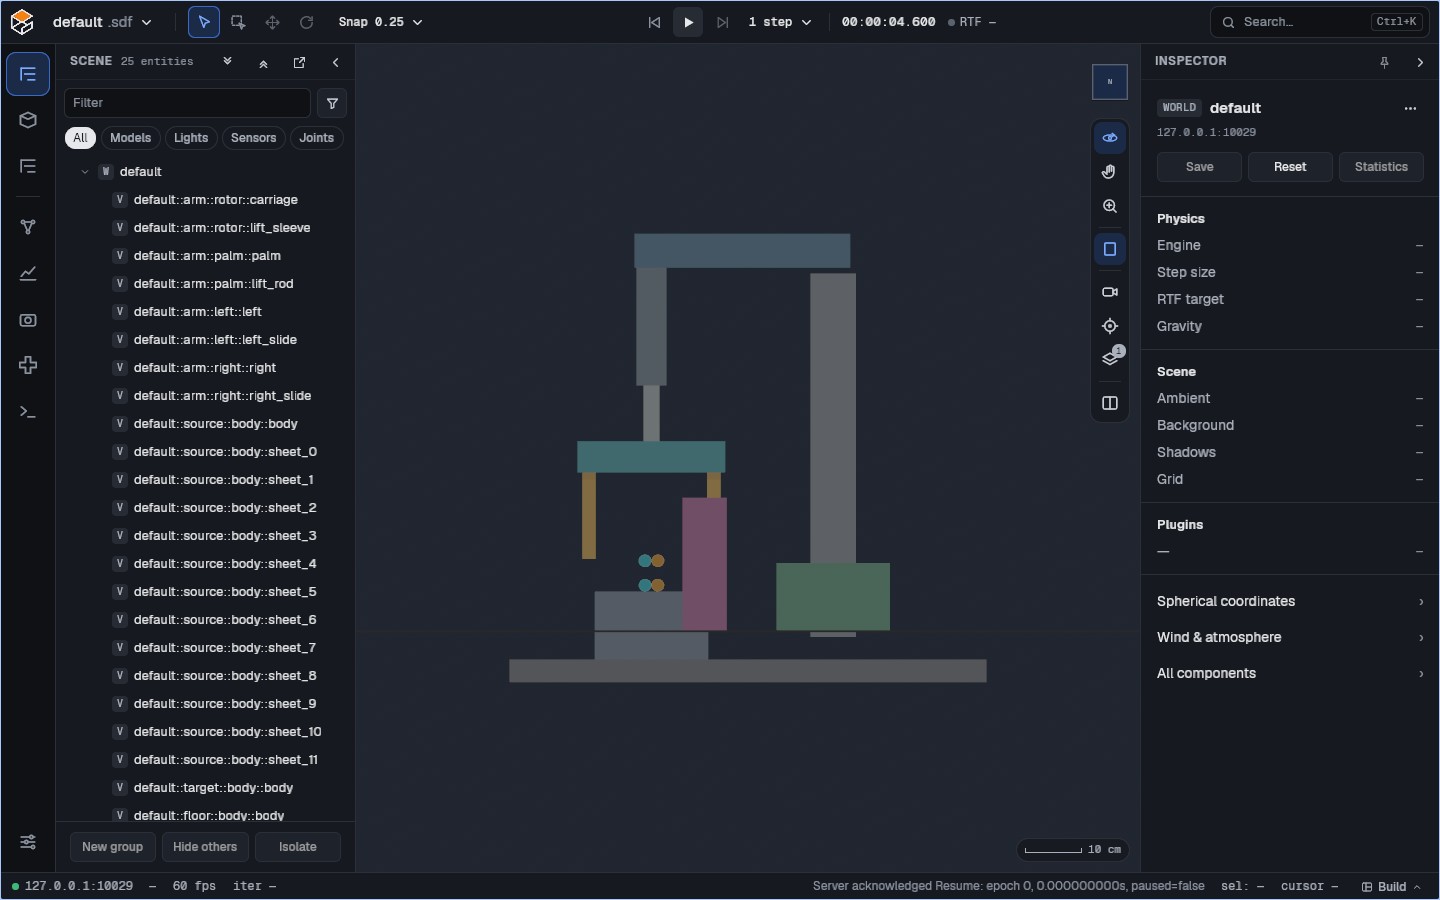 default .sdf
Snap 0.25
1 step
00:00:04.600
RTF –
Search...
Ctrl+K
SCENE 25 entities
Filter
All
Models
Lights
Sensors
Joints
W default
V default::arm::rotor::carriage
V default::arm::rotor::lift_sleeve
V default::arm::palm::palm
V default::arm::palm::lift_rod
V default::arm::left::left
V default::arm::left::left_slide
V default::arm::right::right
V default::arm::right::right_slide
V default::source::body::body
V default::source::body::sheet_0
V default::source::body::sheet_1
V default::source::body::sheet_2
V default::source::body::sheet_3
V default::source::body::sheet_4
V default::source::body::sheet_5
V default::source::body::sheet_6
V default::source::body::sheet_7
V default::source::body::sheet_8
V default::source::body::sheet_9
V default::source::body::sheet_10
V default::source::body::sheet_11
V default::target::body::body
V default::floor::body::body
New group
Hide others
Isolate
N
1
10 cm
INSPECTOR
WORLD default
127.0.0.1:10029
Save
Reset
Statistics
Physics
Engine –
Step size –
RTF target –
Gravity –
Scene
Ambient –
Background –
Shadows –
Grid –
Plugins
— –
Spherical coordinates
Wind & atmosphere
All components
127.0.0.1:10029 – 60 fps iter –
Server acknowledged Resume: epoch 0, 0.000000000s, paused=false
sel: –
cursor –
Build